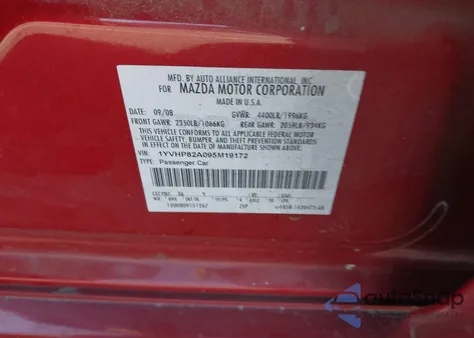 MFD. BY AUTO ALLIANCE INTERNATIONAL, INC.
FOR MAZDA MOTOR CORPORATION
MADE IN U.S.A.
09/08 GVWR: 4400LB/1996KG
FRONT GAWR: 2350LB/1066KG REAR GAWR: 2059LB/934KG
THIS VEHICLE CONFORMS TO ALL APPLICABLE FEDERAL MOTOR
VEHICLE SAFETY, BUMPER, AND THEFT PREVENTION STANDARDS
IN EFFECT ON THE DATE OF MANUFACTURE SHOWN ABOVE.
VIN: 1YVHP82A095M19172
TYPE: Passenger Car
autoSnap